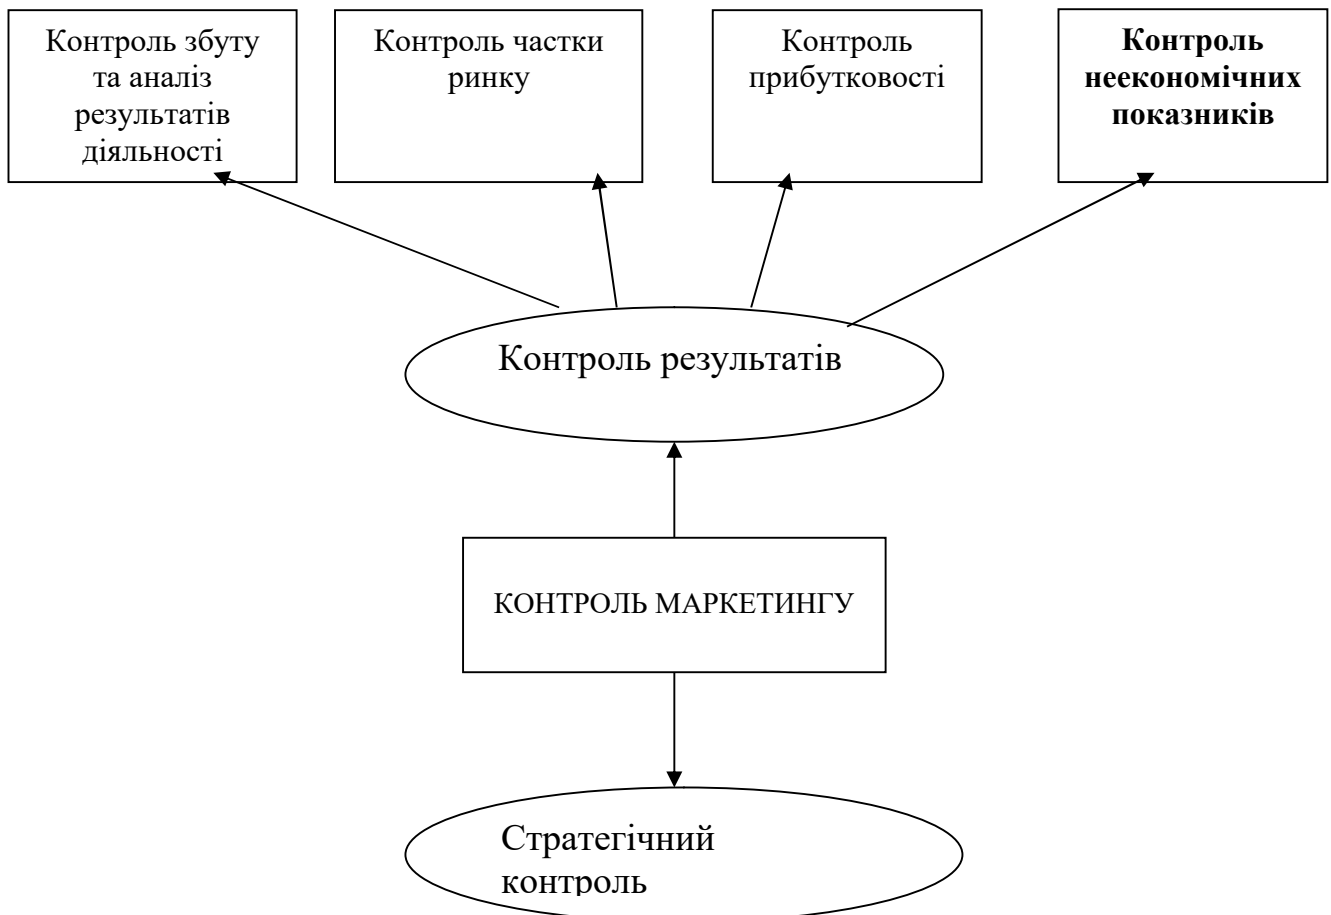 Контроль збуту
та аналіз
результатів
діяльності
Контроль частки
ринку
Контроль
прибутковості
Контроль
неекономічних
показників
Контроль результатів
КОНТРОЛЬ МАРКЕТИНГУ
Стратегічний
контроль